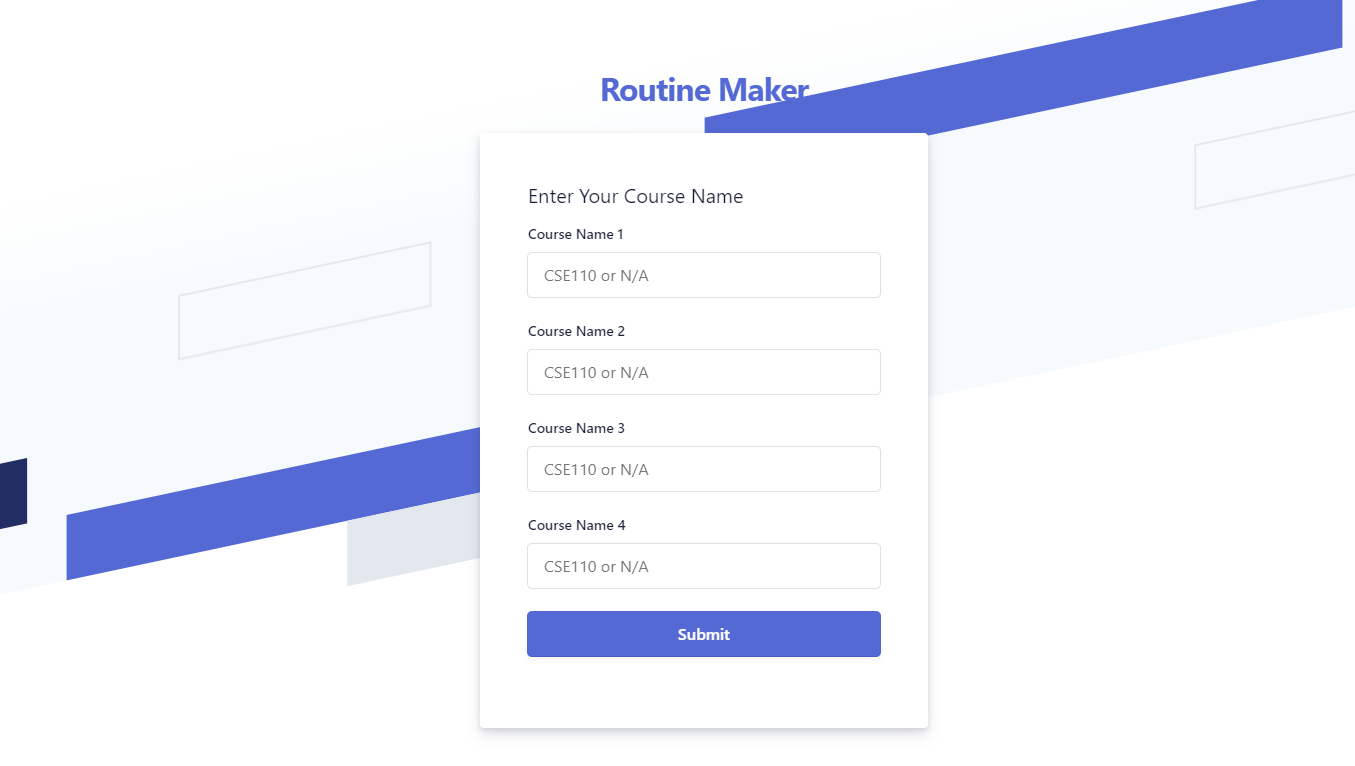 Routine Maker
Enter Your Course Name
Course Name 1
CSE110 or N/A
Course Name 2
CSE110 or N/A
Course Name 3
CSE110 or N/A
Course Name 4
CSE110 or N/A
Submit